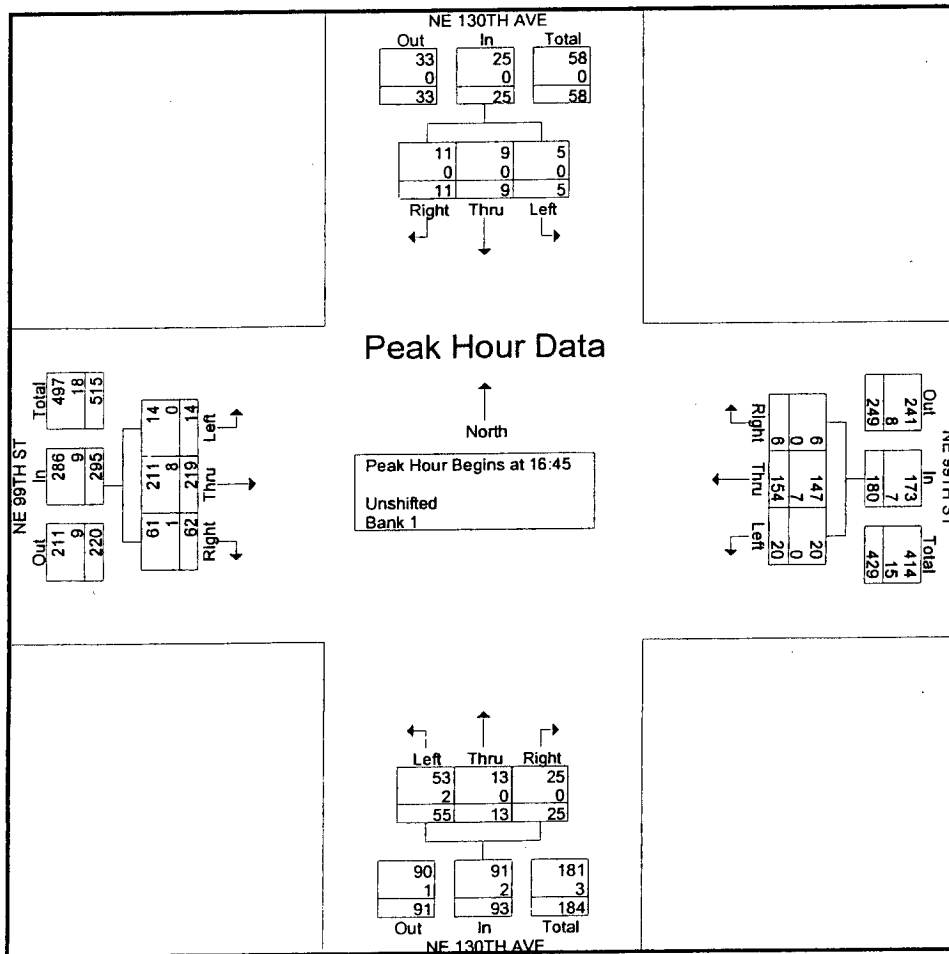 NE 130TH AVE
Out In Total
33 25 58
0 0 0
33 25 58
11 9 5
0 0 0
11 9 5
Right Thru Left
Peak Hour Data
North
Peak Hour Begins at 16:45
Unshifted
Bank 1
NE 99TH ST
Total In Out
497 286 211
18 9 9
515 295 220
14 211 61
0 8 1
14 219 62
Left Thru Right
NE 99TH ST
Out In Total
241 173 414
8 7 15
249 180 429
6 147 20
0 7 0
6 154 20
Right Thru Left
Left Thru Right
53 13 25
2 0 0
55 13 25
90 91 181
1 2 3
91 93 184
Out In Total
NE 130TH AVE